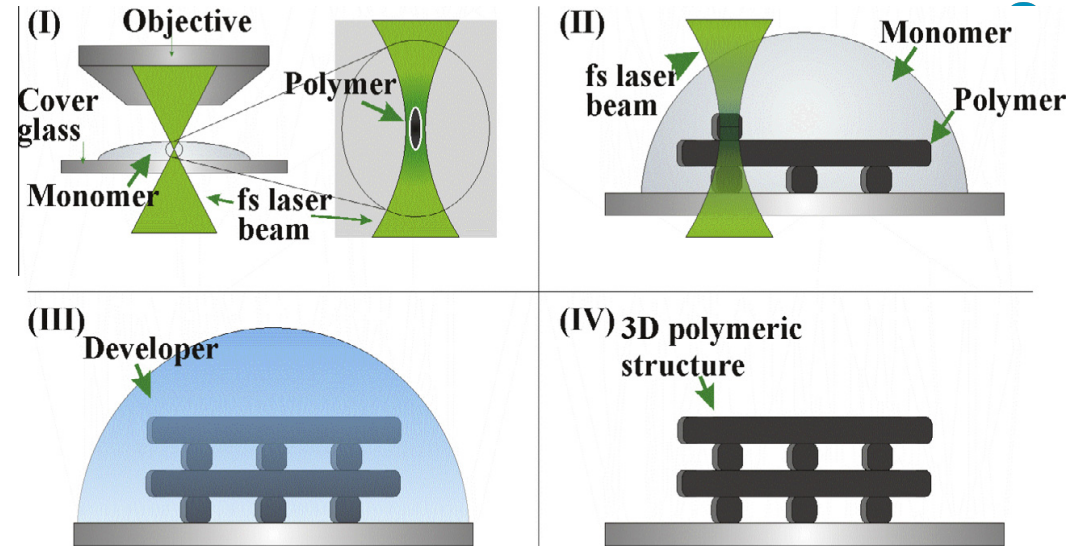 (I)
Objective
Cover
glass
Monomer
Polymer
fs laser
beam
(II)
Monomer
fs laser
beam
Polymer
(III)
Developer
(IV)
3D polymeric
structure